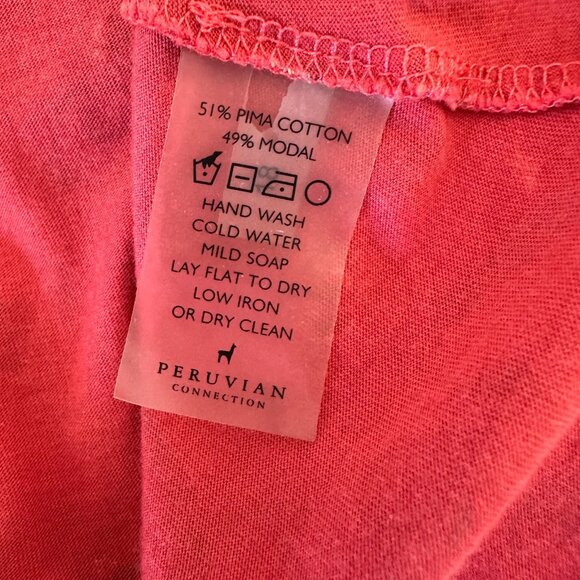 51% PIMA COTTON
49% MODAL
HAND WASH
COLD WATER
MILD SOAP
LAY FLAT TO DRY
LOW IRON
OR DRY CLEAN
PERUVIAN
CONNECTION